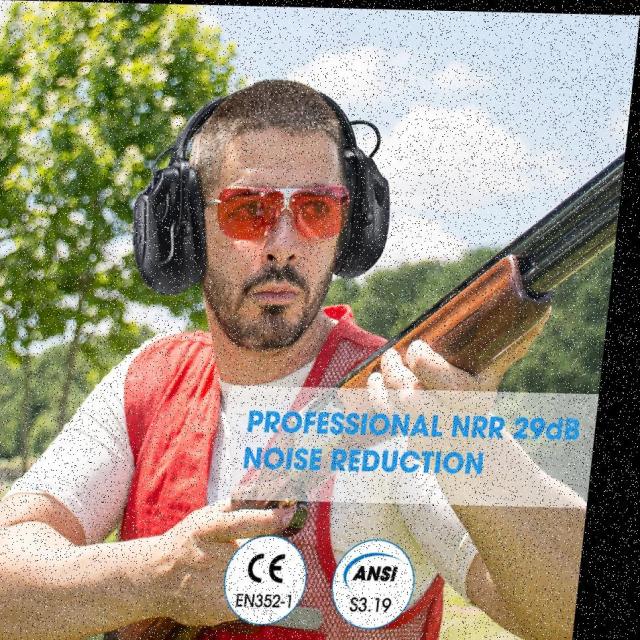 PROFESSIONAL NRR 29dB
NOISE REDUCTION
CE
EN352-1
ANSI
S3.19